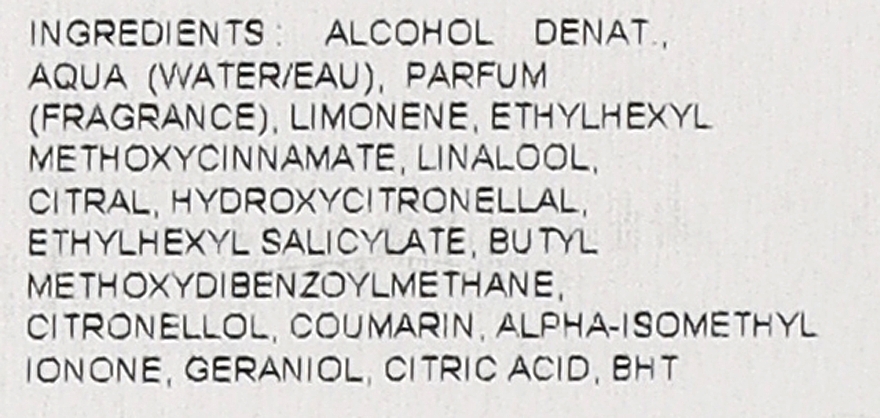 INGREDIENTS: ALCOHOL DENAT.,
AQUA (WATER/EAU), PARFUM
(FRAGRANCE), LIMONENE, ETHYLHEXYL
METHOXYCINNAMATE, LINALOOL,
CITRAL, HYDROXYCITRONELLAL,
ETHYLHEXYL SALICYLATE, BUTYL
METHOXYDIBENZOYLMETHANE,
CITRONELLOL, COUMARIN, ALPHA-ISOMETHYL
IONONE, GERANIOL, CITRIC ACID, BHT